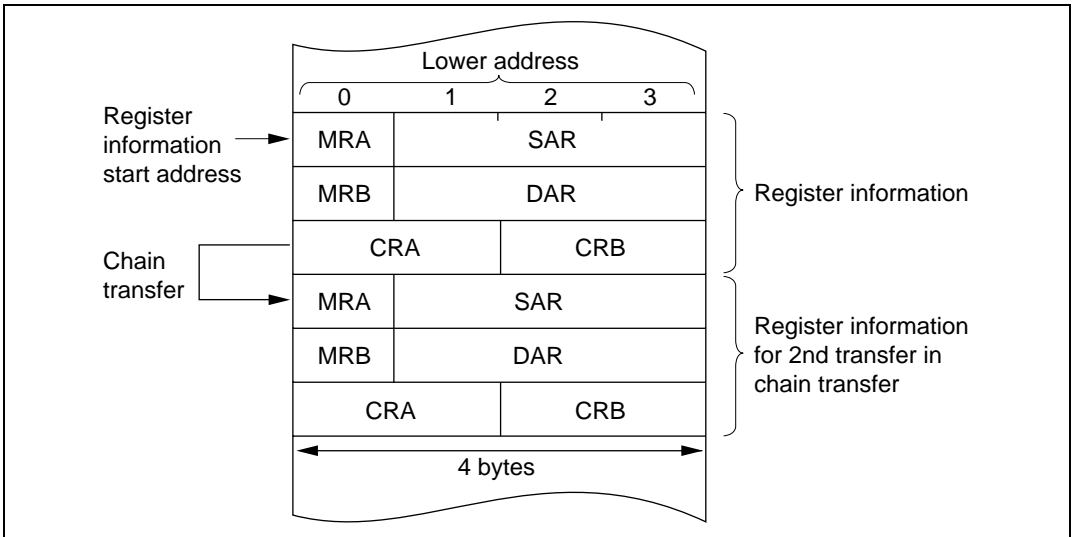 Lower address
0 1 2 3
Register
information
start address
MRA SAR
MRB DAR
Register information
CRA CRB
Chain
transfer
MRA SAR
MRB DAR
Register information
for 2nd transfer in
chain transfer
CRA CRB
4 bytes